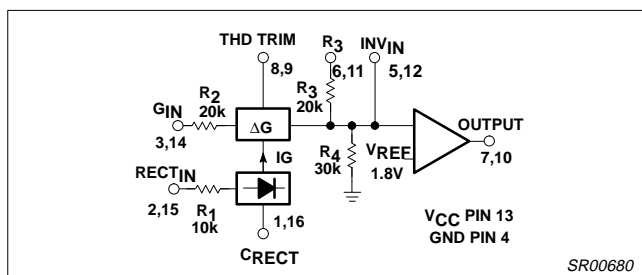 THD TRIM
8,9
R3
6,11
INVIN
5,12
R3
20k
R2
20k
GIN
3,14
ΔG
OUTPUT
7,10
IG
R4
30k
VREF
1.8V
RECTIN
2,15
R1
10k
1,16
CRECT
VCC PIN 13
GND PIN 4
SR00680